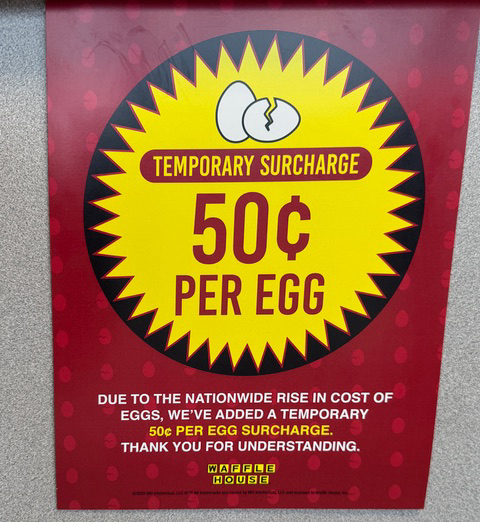 TEMPORARY SURCHARGE
50¢
PER EGG
DUE TO THE NATIONWIDE RISE IN COST OF
EGGS, WE'VE ADDED A TEMPORARY
50¢ PER EGG SURCHARGE.
THANK YOU FOR UNDERSTANDING.
WAFFLE
HOUSE